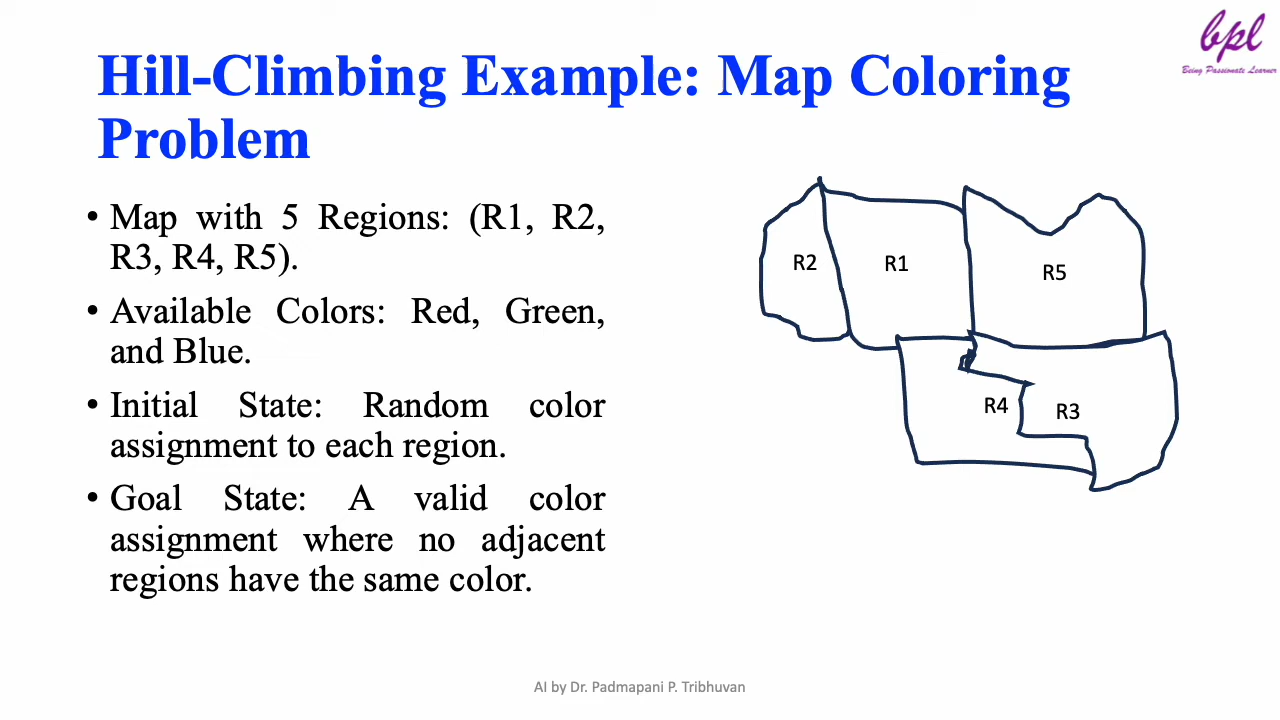 bpl
Being Passionate Learner
Hill-Climbing Example: Map Coloring
Problem
• Map with 5 Regions: (R1, R2,
R3, R4, R5).
• Available Colors: Red, Green,
and Blue.
• Initial State: Random color
assignment to each region.
• Goal State: A valid color
assignment where no adjacent
regions have the same color.
R2
R1
R5
R4
R3
AI by Dr. Padmapani P. Tribhuvan